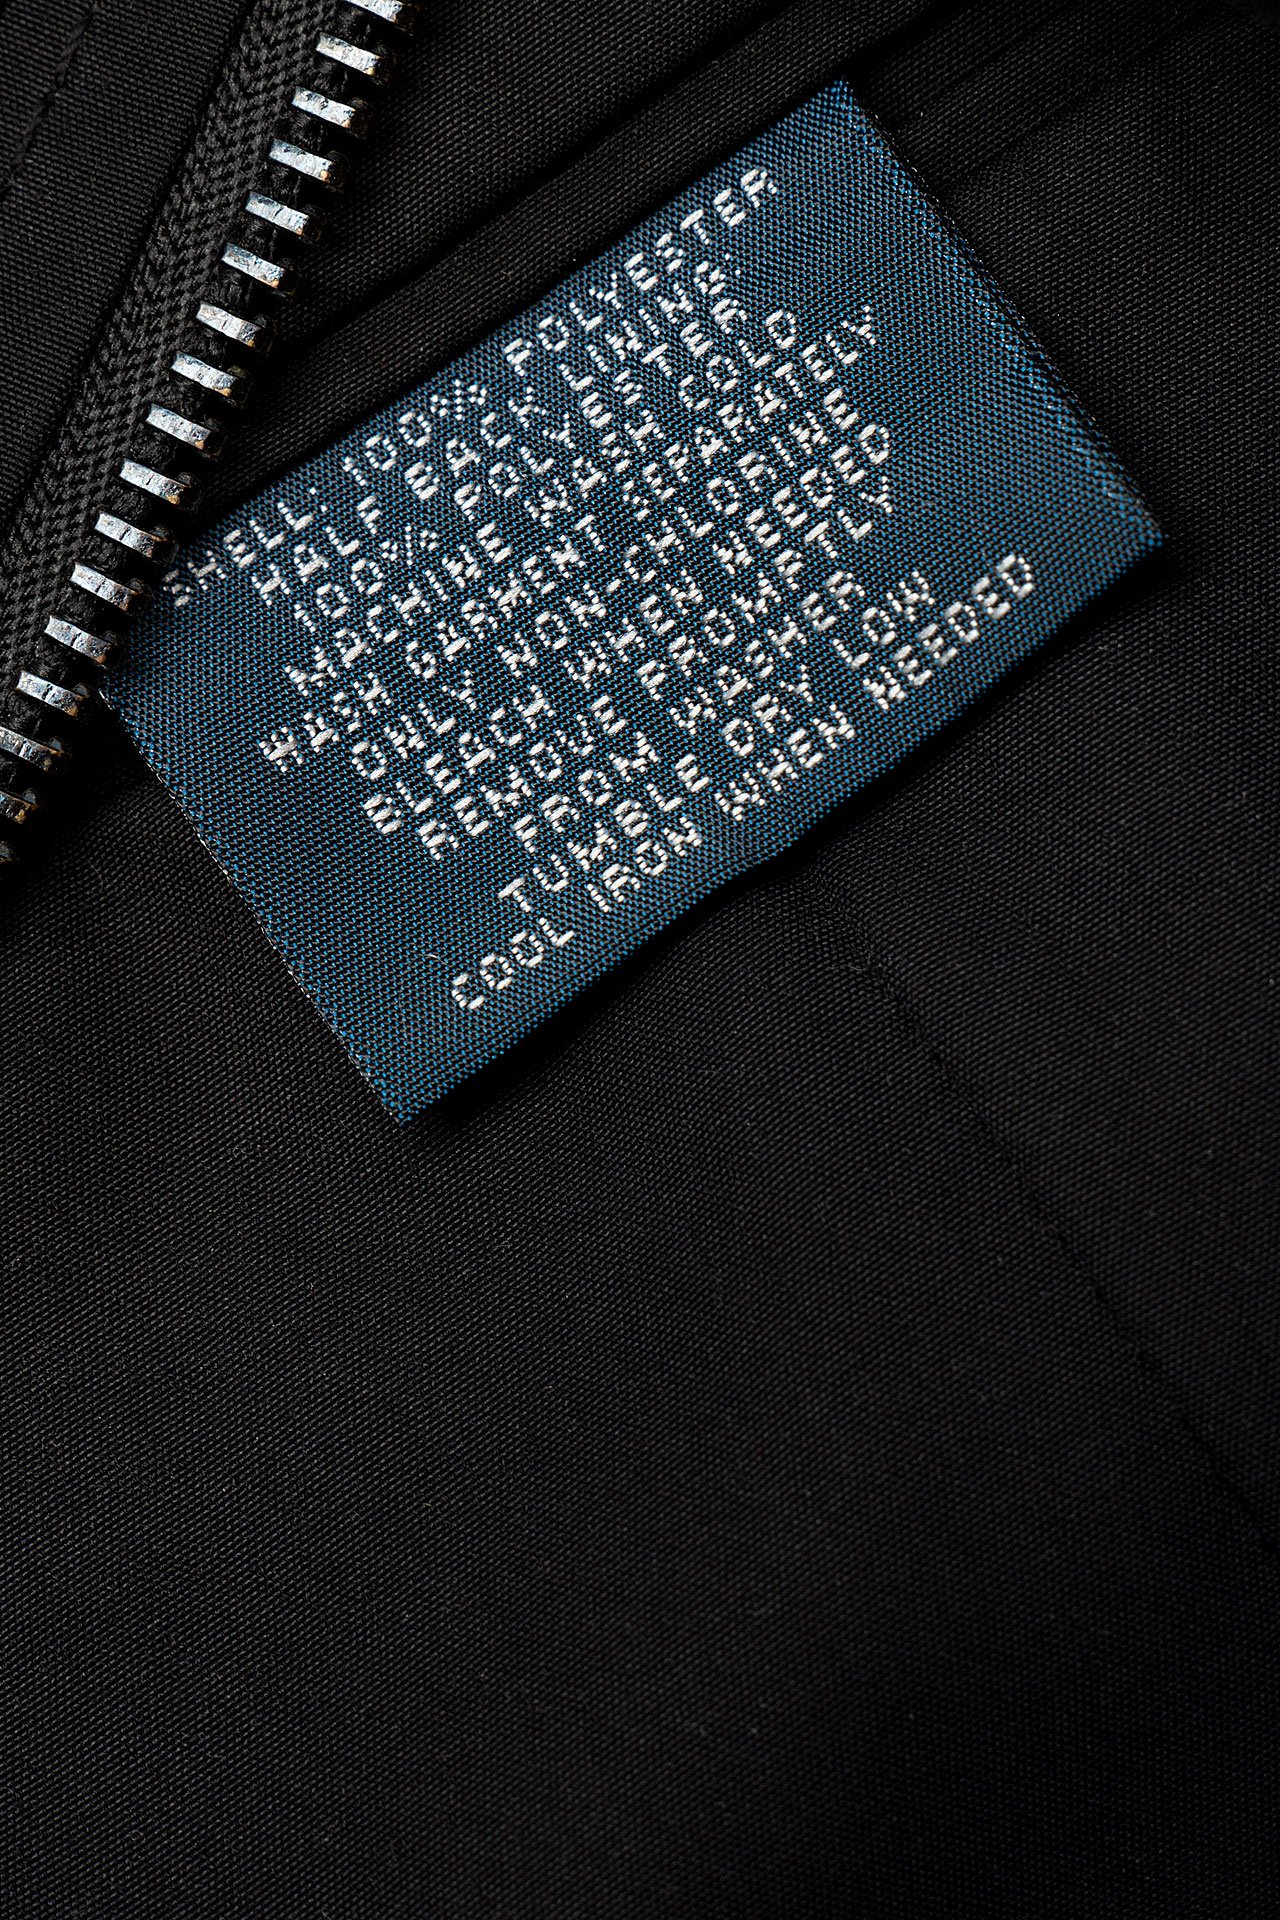 SHELL: 100% POLYESTER
HALF BACK LINING:
100% POLYESTER
MACHINE WASH COLD
WASH GARMENT SEPARATELY
ONLY NON-CHLORINE
BLEACH WHEN NEEDED
REMOVE PROMPTLY
FROM WASHER
TUMBLE DRY LOW
COOL IRON WHEN NEEDED